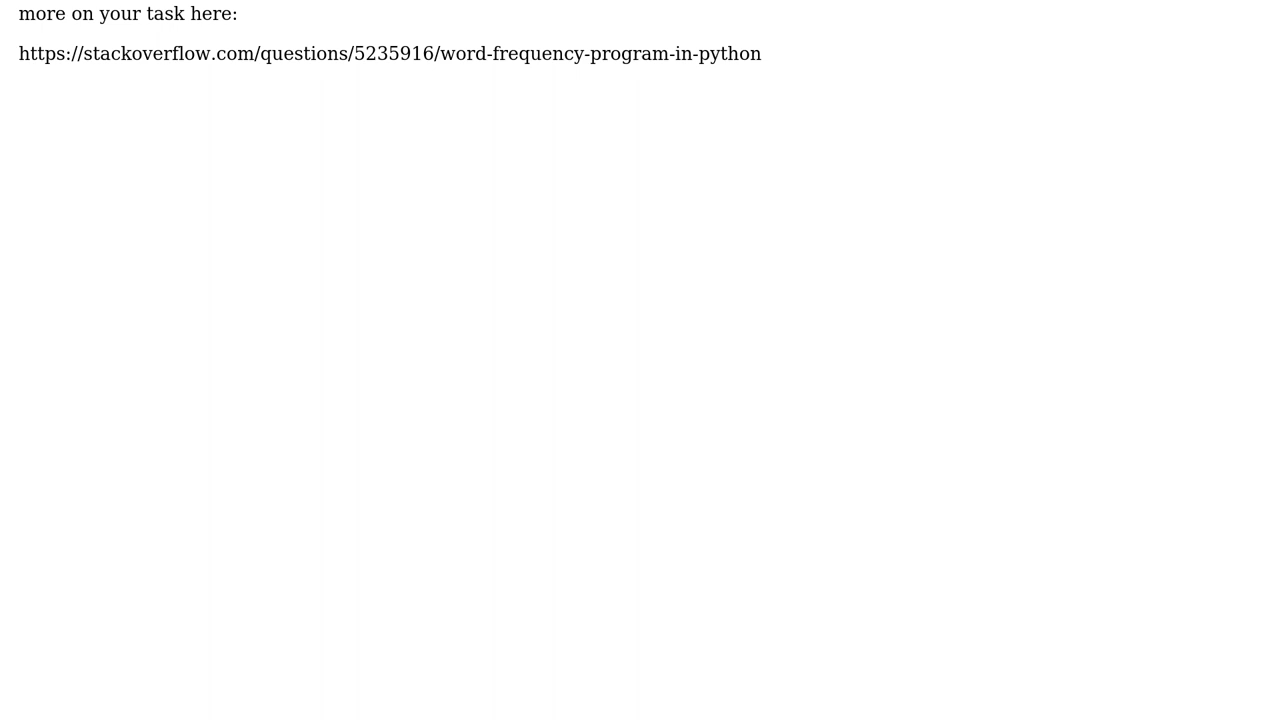 more on your task here:
https://stackoverflow.com/questions/5235916/word-frequency-program-in-python